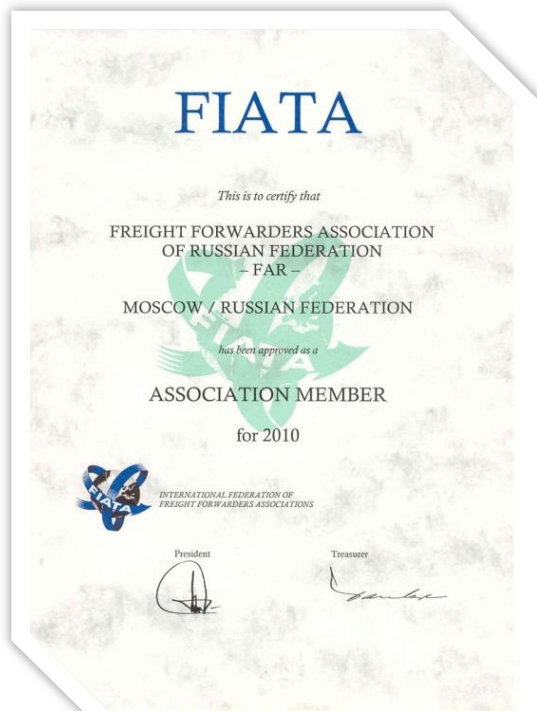 FIATA
This is to certify that
FREIGHT FORWARDERS ASSOCIATION
OF RUSSIAN FEDERATION
– FAR –
MOSCOW / RUSSIAN FEDERATION
has been approved as a
ASSOCIATION MEMBER
for 2010
FIATA
FIATA
INTERNATIONAL FEDERATION OF
FREIGHT FORWARDERS ASSOCIATIONS
President
Treasurer